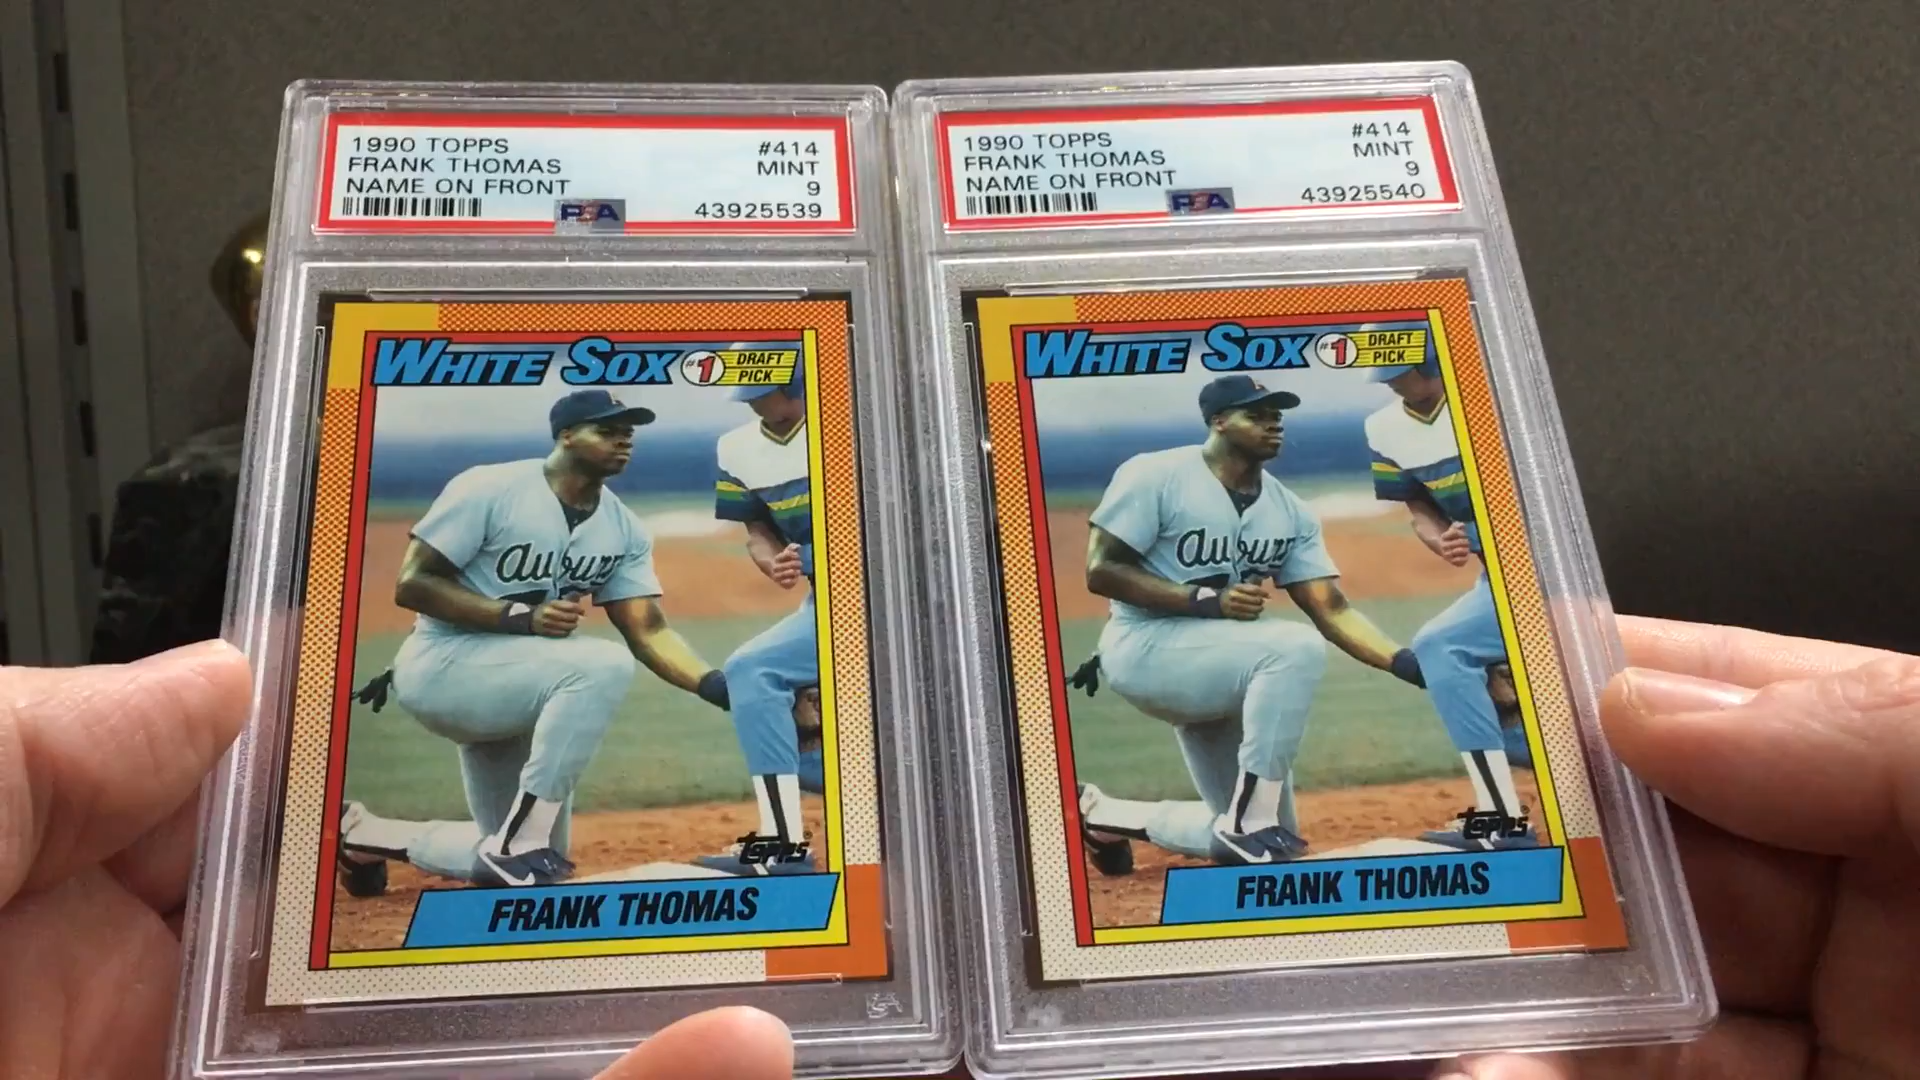 1990 TOPPS #414
FRANK THOMAS MINT
NAME ON FRONT 9
PSA 43925539
WHITE SOX #1 DRAFT PICK
Auburn
topps
FRANK THOMAS
1990 TOPPS #414
FRANK THOMAS MINT
NAME ON FRONT 9
PSA 43925540
WHITE SOX #1 DRAFT PICK
Auburn
topps
FRANK THOMAS